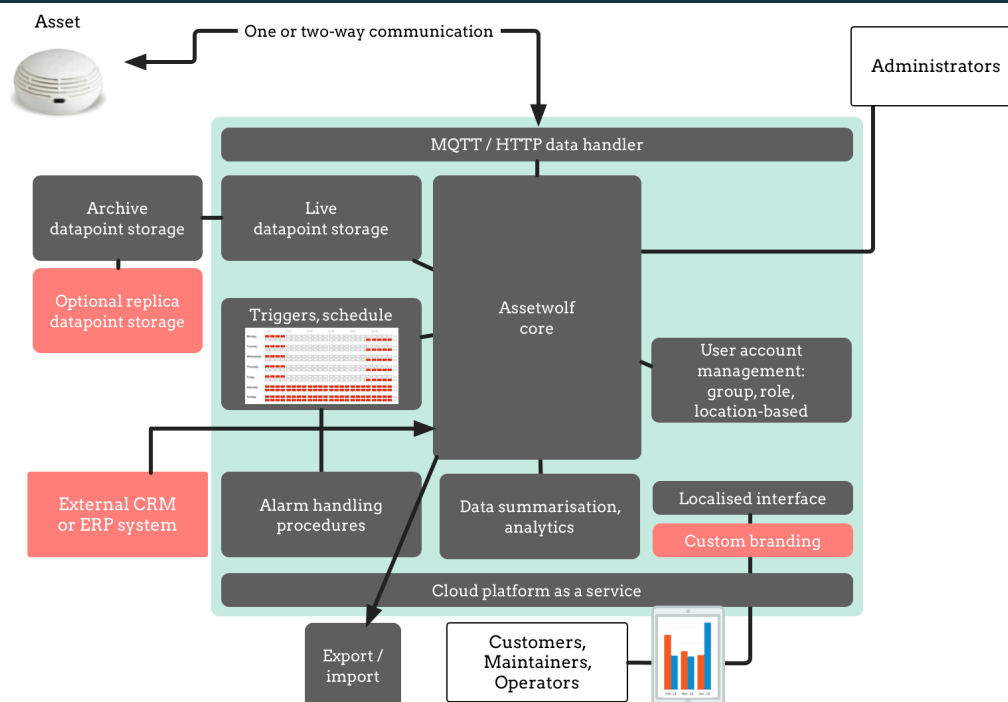 Asset
One or two-way communication
Administrators
MQTT / HTTP data handler
Archive
datapoint storage
Live
datapoint storage
Assetwolf
core
Optional replica
datapoint storage
Triggers, schedule
User account
management:
group, role,
location-based
External CRM
or ERP system
Alarm handling
procedures
Data summarisation,
analytics
Localised interface
Custom branding
Cloud platform as a service
Export /
import
Customers,
Maintainers,
Operators